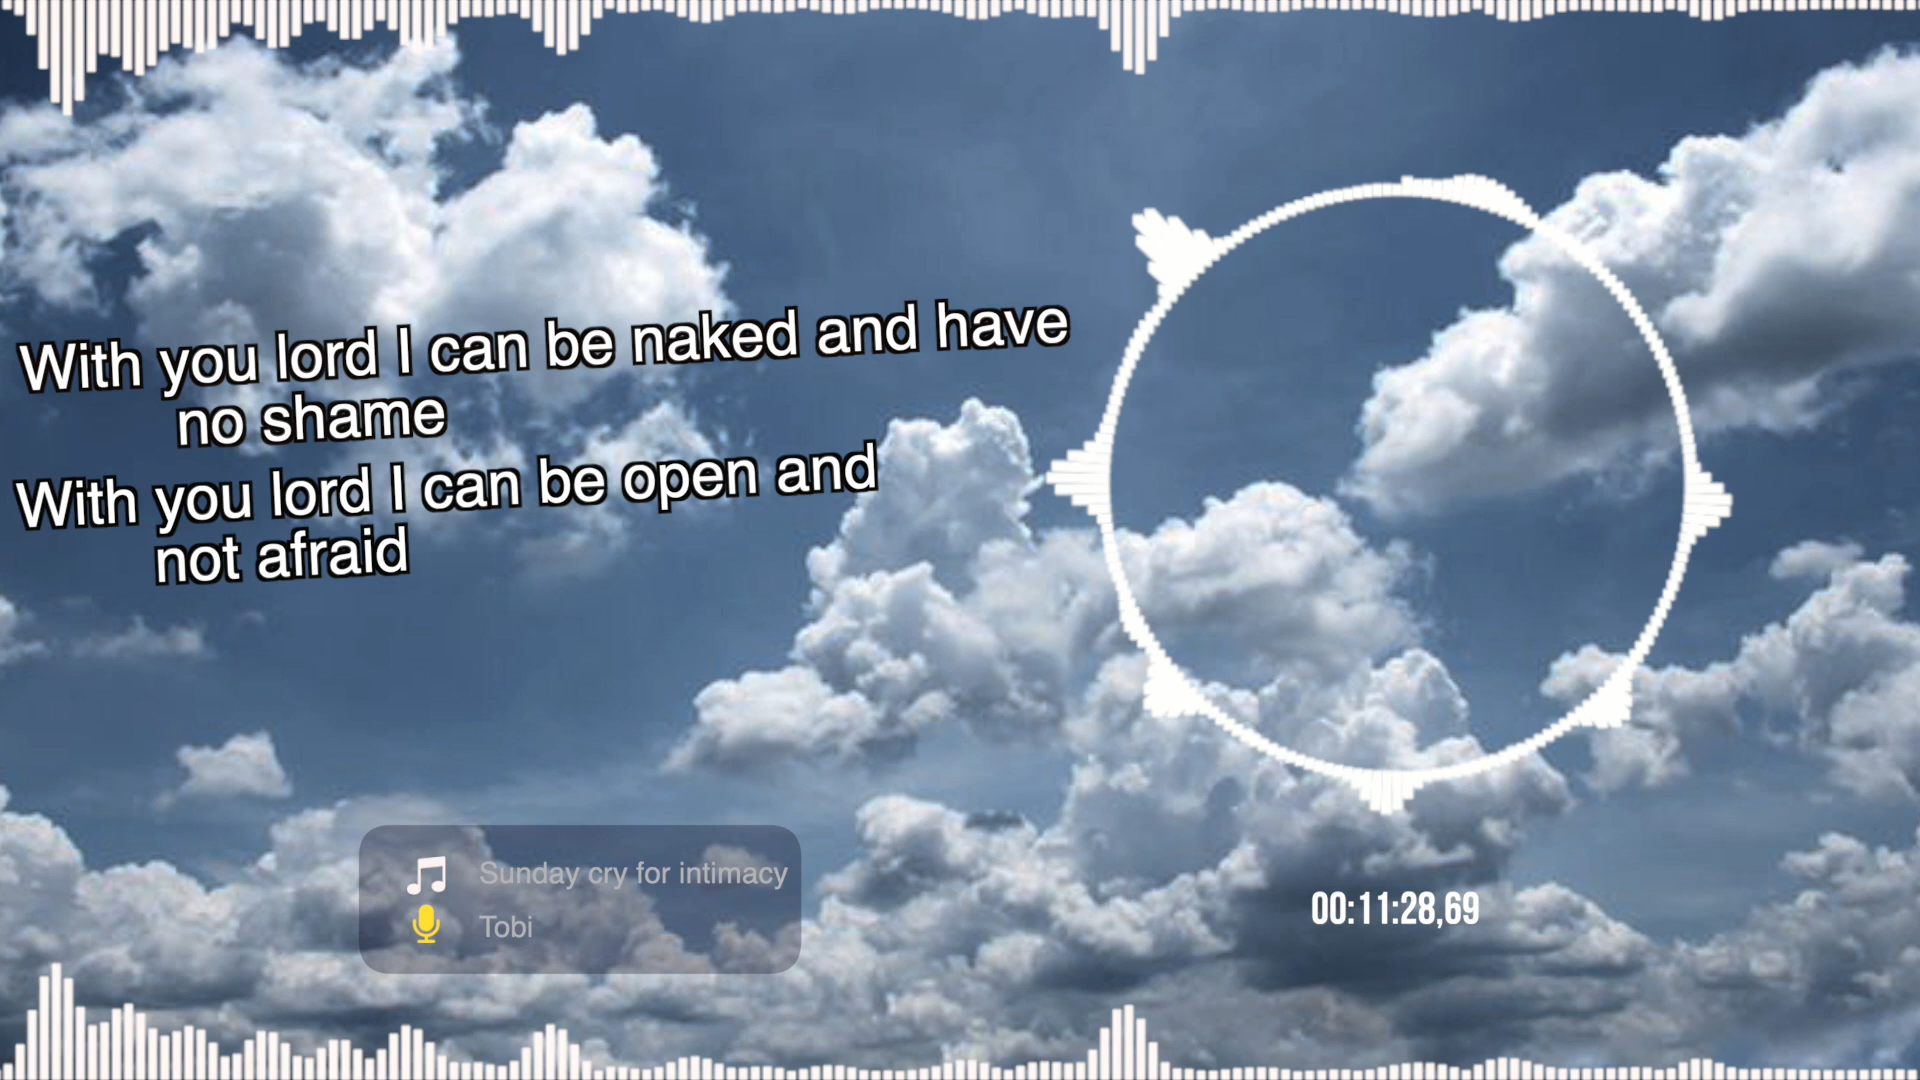 With you lord I can be naked and have
no shame
With you lord I can be open and
not afraid
Sunday cry for intimacy
Tobi
00:11:28,69